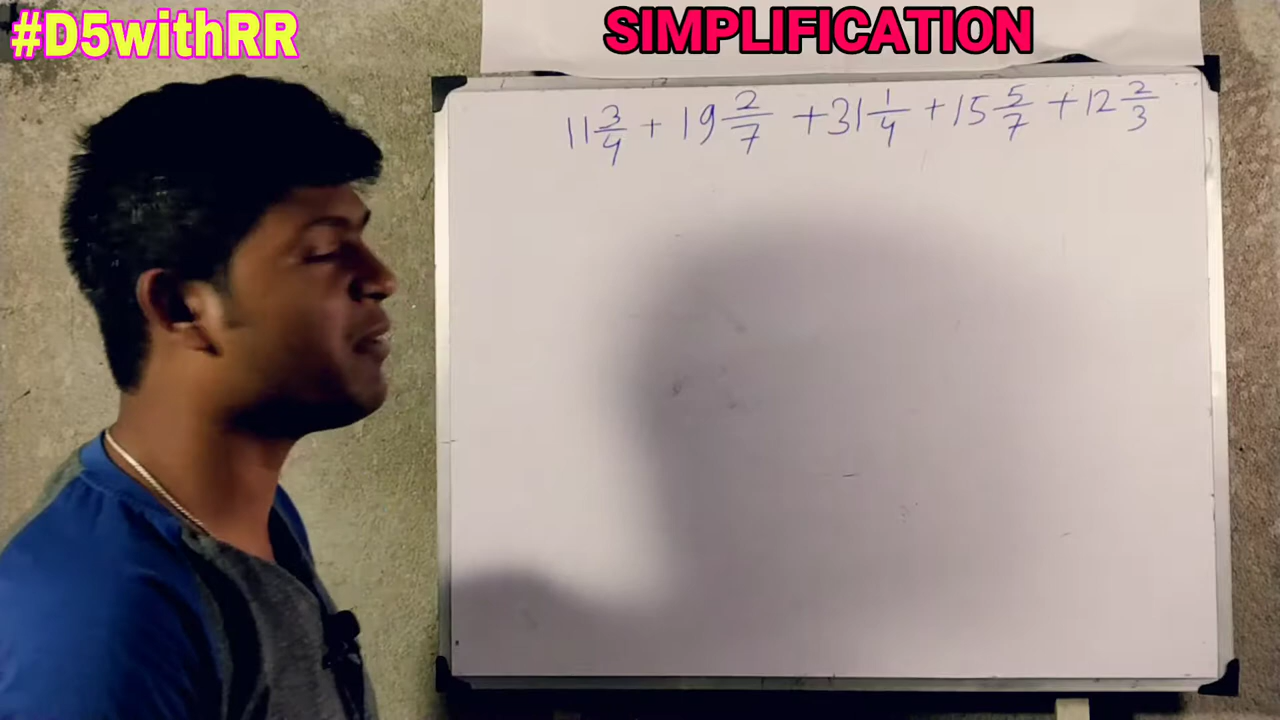 #D5withRR
SIMPLIFICATION
11 3/4 + 19 2/7 + 31 1/4 + 15 5/7 + 12 2/3